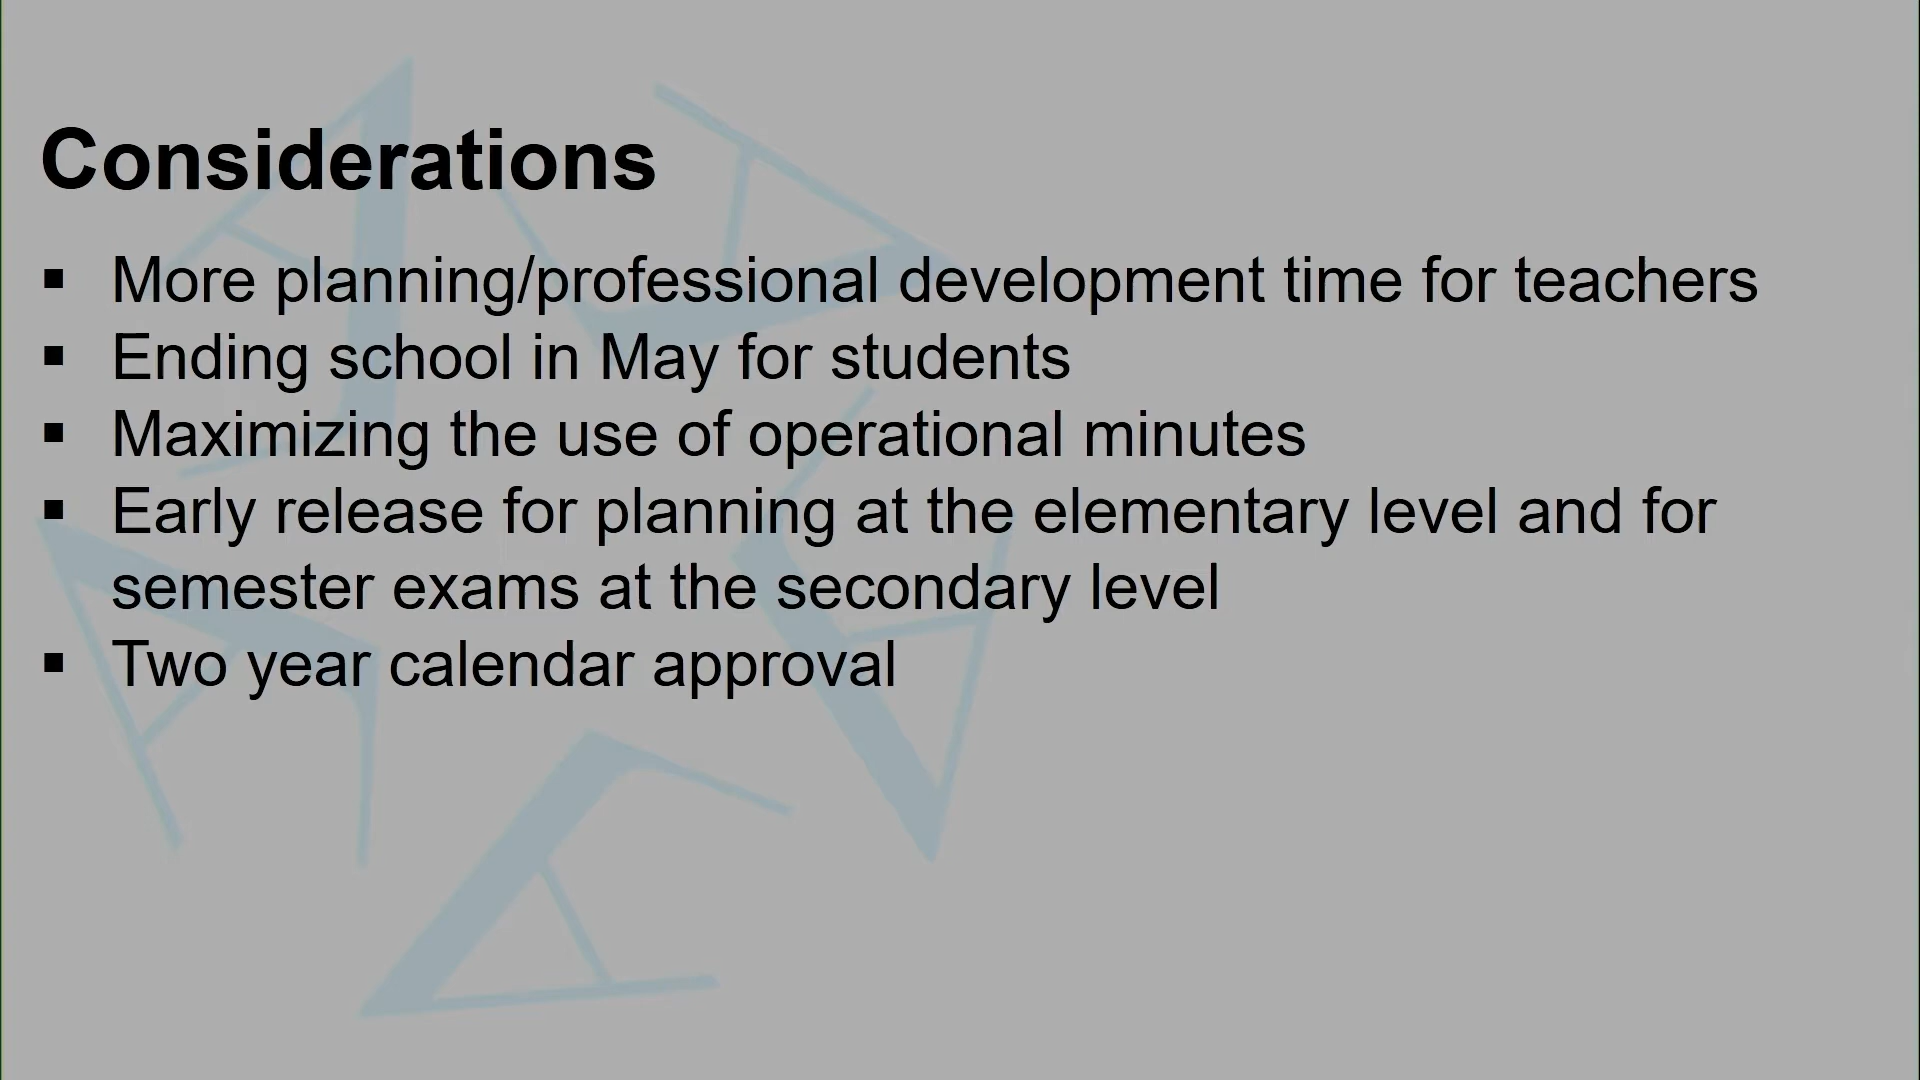 Considerations
▪ More planning/professional development time for teachers
▪ Ending school in May for students
▪ Maximizing the use of operational minutes
▪ Early release for planning at the elementary level and for
semester exams at the secondary level
▪ Two year calendar approval